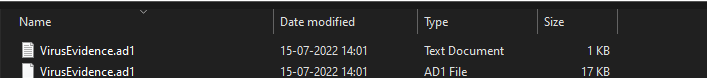 Name Date modified Type Size
VirusEvidence.ad1 15-07-2022 14:01 Text Document 1 KB
VirusEvidence.ad1 15-07-2022 14:01 AD1 File 17 KB